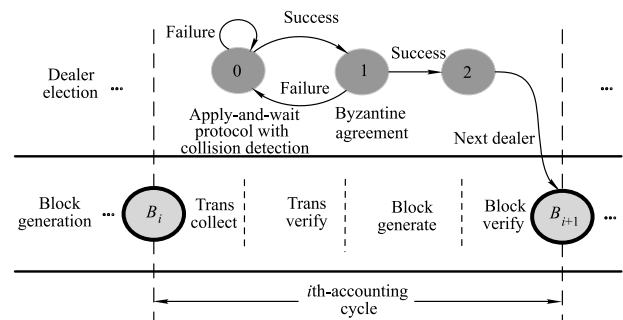 Failure
Success
Success
0
1
2
Failure
Dealer
election
...
...
Apply-and-wait
protocol with
collision detection
Byzantine
agreement
Next dealer
Block
generation
...
B_i
Trans
collect
Trans
verify
Block
generate
Block
verify
B_{i+1}
...
ith-accounting
cycle